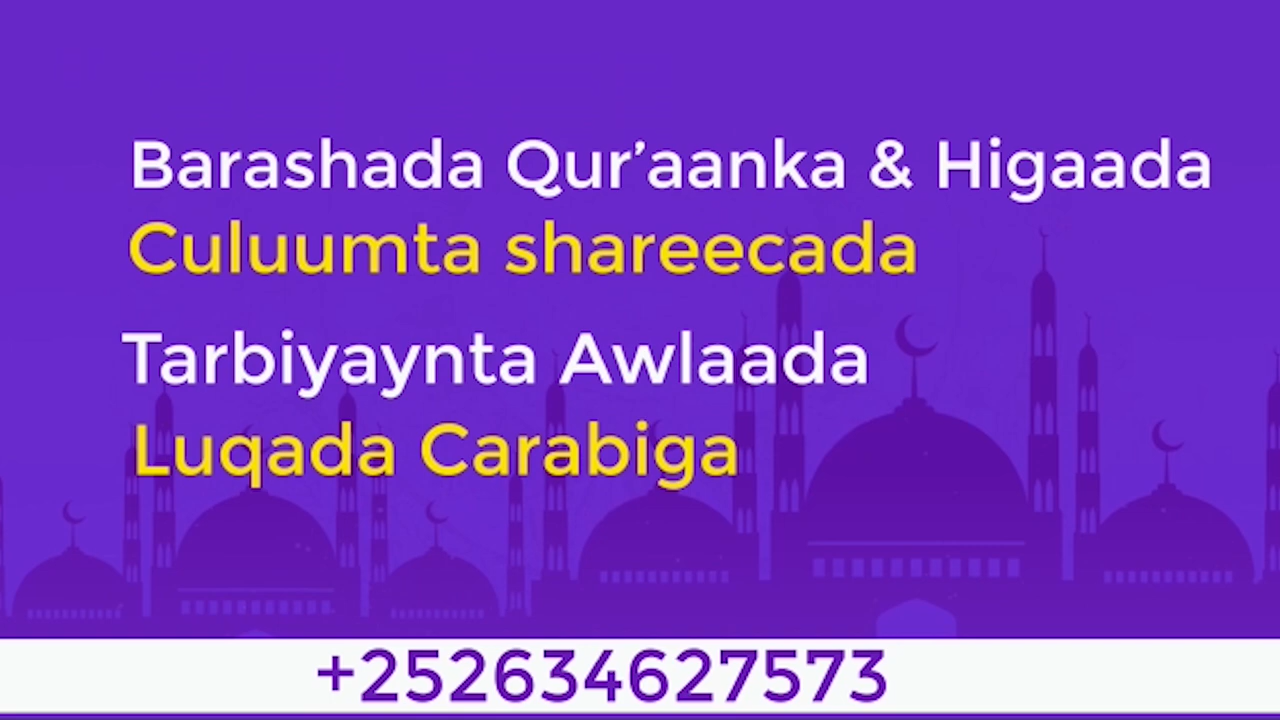 Barashada Qur’aanka & Higaada
Culuumta shareecada
Tarbiyaynta Awlaada
Luqada Carabiga
+252634627573